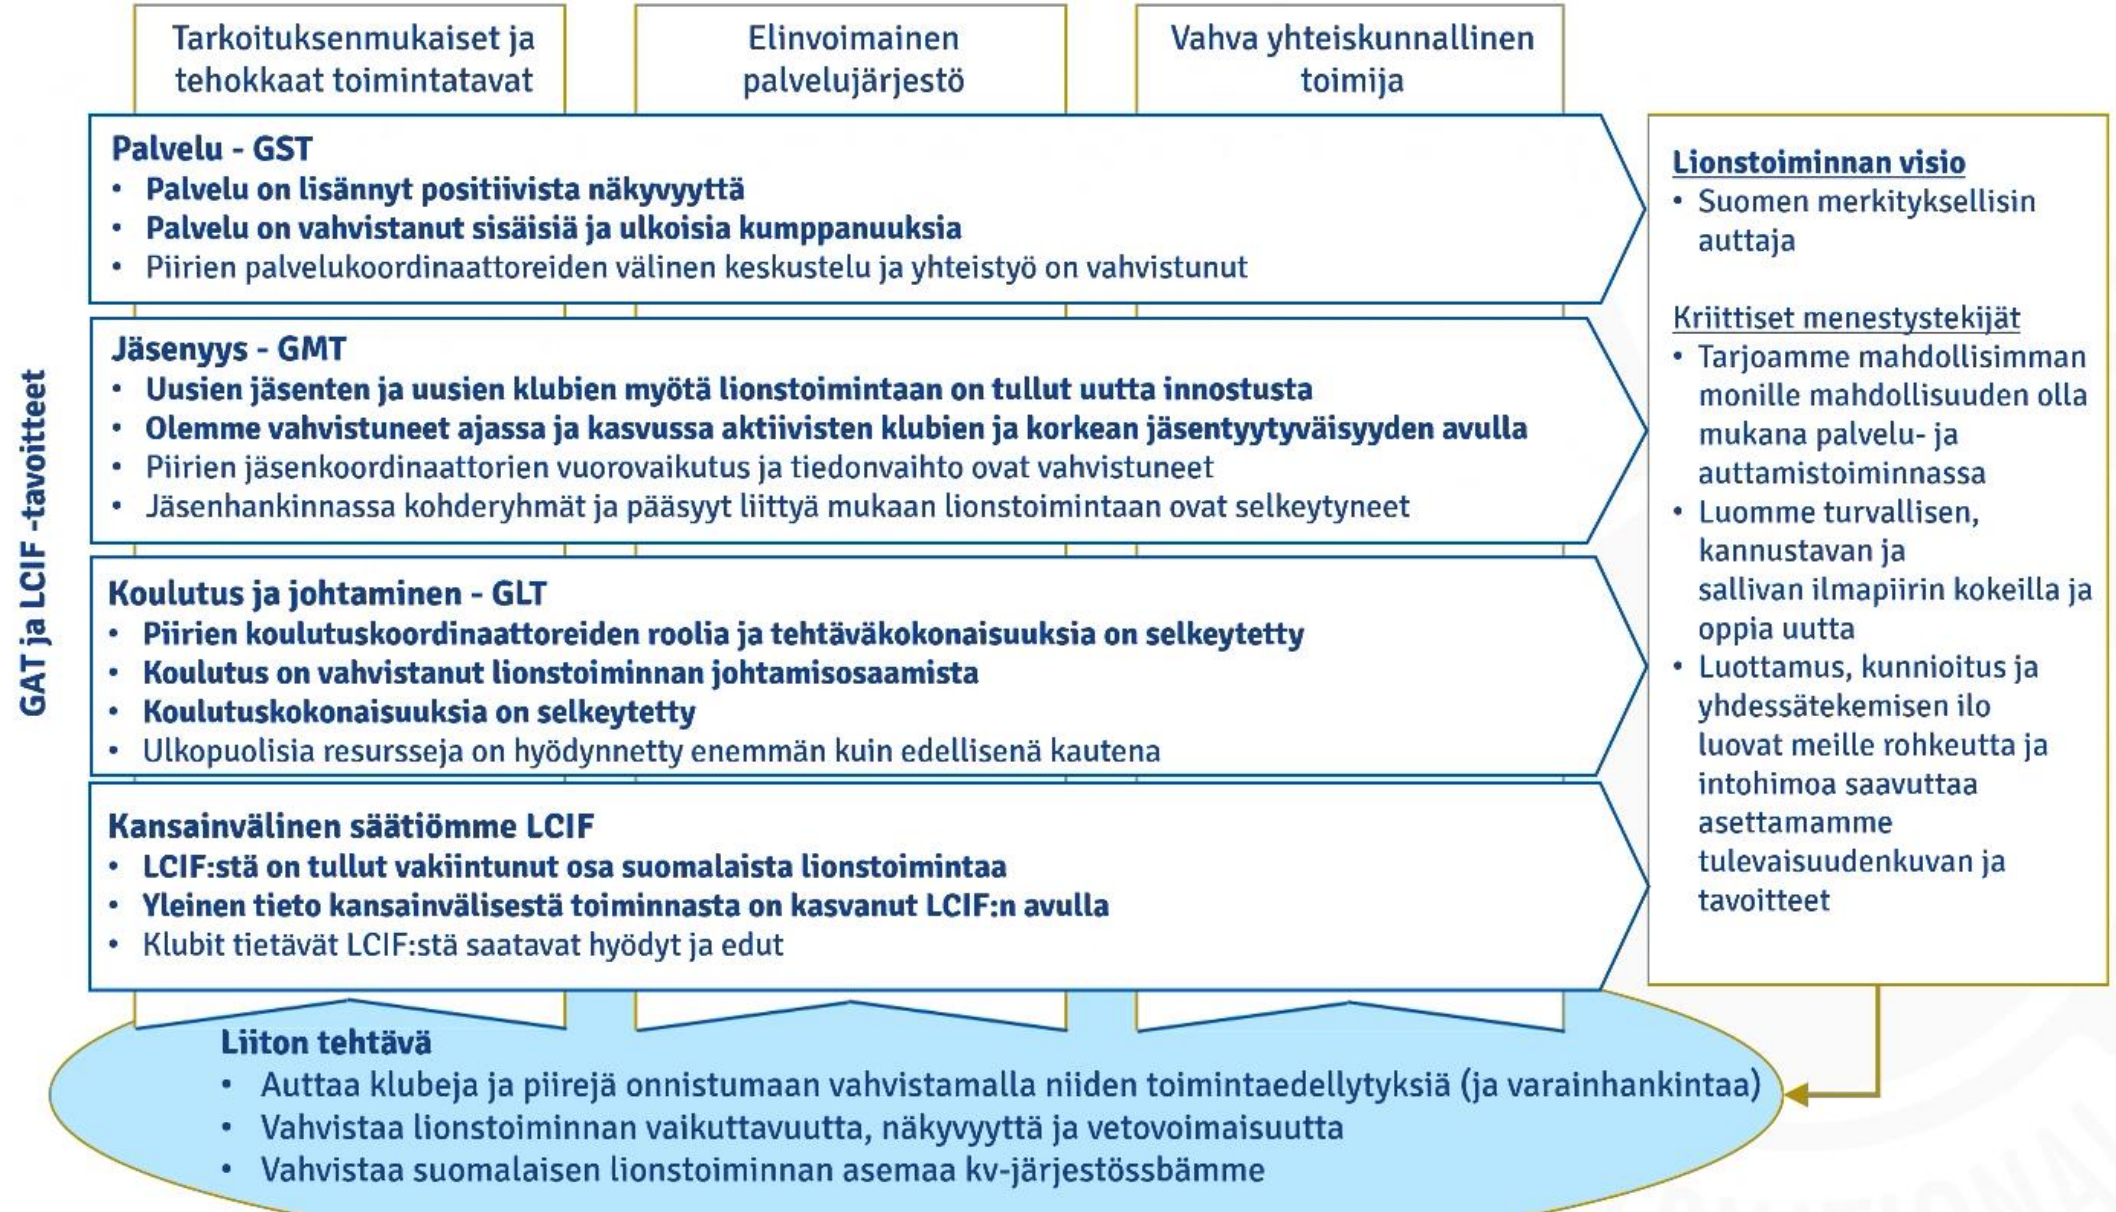 Tarkoituksenmukaiset ja
tehokkaat toimintatavat
Elinvoimainen
palvelujärjestö
Vahva yhteiskunnallinen
toimija
GAT ja LCIF -tavoitteet
Palvelu - GST
• Palvelu on lisännyt positiivista näkyvyyttä
• Palvelu on vahvistanut sisäisiä ja ulkoisia kumppanuuksia
• Piirien palvelukoordinaattoreiden välinen keskustelu ja yhteistyö on vahvistunut
Jäsenyys - GMT
• Uusien jäsenten ja uusien klubien myötä lionstoimintaan on tullut uutta innostusta
• Olemme vahvistuneet ajassa ja kasvussa aktiivisten klubien ja korkean jäsentyytyväisyyden avulla
• Piirien jäsenkoordinaattorien vuorovaikutus ja tiedonvaihto ovat vahvistuneet
• Jäsenhankinnassa kohderyhmät ja pääsyyt liittyä mukaan lionstoimintaan ovat selkeytyneet
Koulutus ja johtaminen - GLT
• Piirien koulutuskoordinaattoreiden roolia ja tehtäväkokonaisuuksia on selkeytetty
• Koulutus on vahvistanut lionstoiminnan johtamisosaamista
• Koulutuskokonaisuuksia on selkeytetty
• Ulkopuolisia resursseja on hyödynnetty enemmän kuin edellisenä kautena
Kansainvälinen säätiömme LCIF
• LCIF:stä on tullut vakiintunut osa suomalaista lionstoimintaa
• Yleinen tieto kansainvälisestä toiminnasta on kasvanut LCIF:n avulla
• Klubit tietävät LCIF:stä saatavat hyödyt ja edut
Lionstoiminnan visio
• Suomen merkityksellisin
auttaja
Kriittiset menestystekijät
• Tarjoamme mahdollisimman
monille mahdollisuuden olla
mukana palvelu- ja
auttamistoiminnassa
• Luomme turvallisen,
kannustavan ja
sallivan ilmapiirin kokeilla ja
oppia uutta
• Luottamus, kunnioitus ja
yhdessätekemisen ilo
luovat meille rohkeutta ja
intohimoa saavuttaa
asettamamme
tulevaisuudenkuvan ja
tavoitteet
Liiton tehtävä
• Auttaa klubeja ja piirejä onnistumaan vahvistamalla niiden toimintaedellytyksiä (ja varainhankintaa)
• Vahvistaa lionstoiminnan vaikuttavuutta, näkyvyyttä ja vetovoimaisuutta
• Vahvistaa suomalaisen lionstoiminnan asemaa kv-järjestössbämme